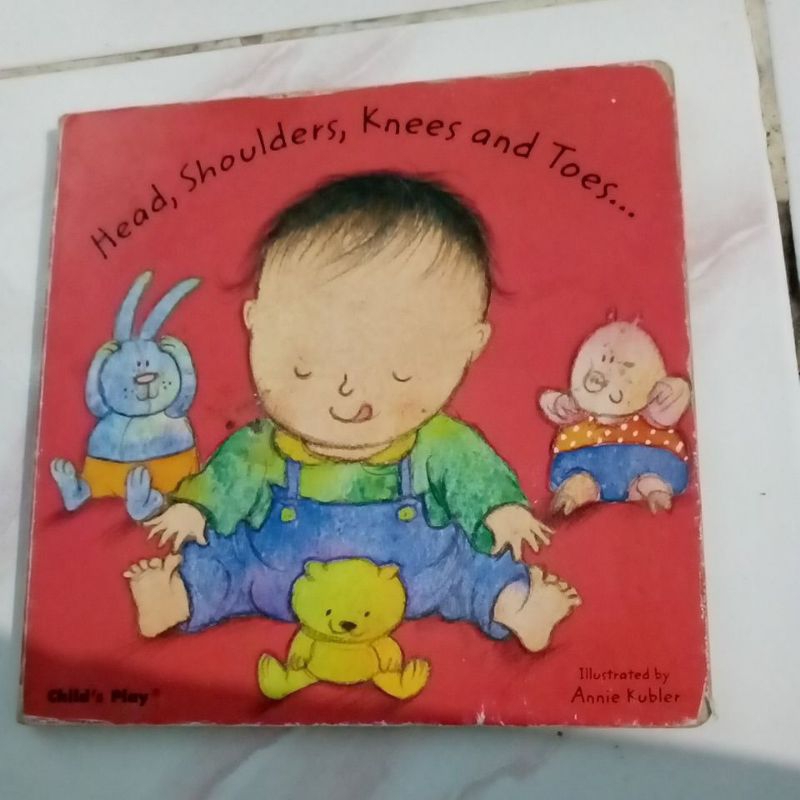 Head, Shoulders, Knees and Toes...
Child's Play®
Illustrated by
Annie Kubler